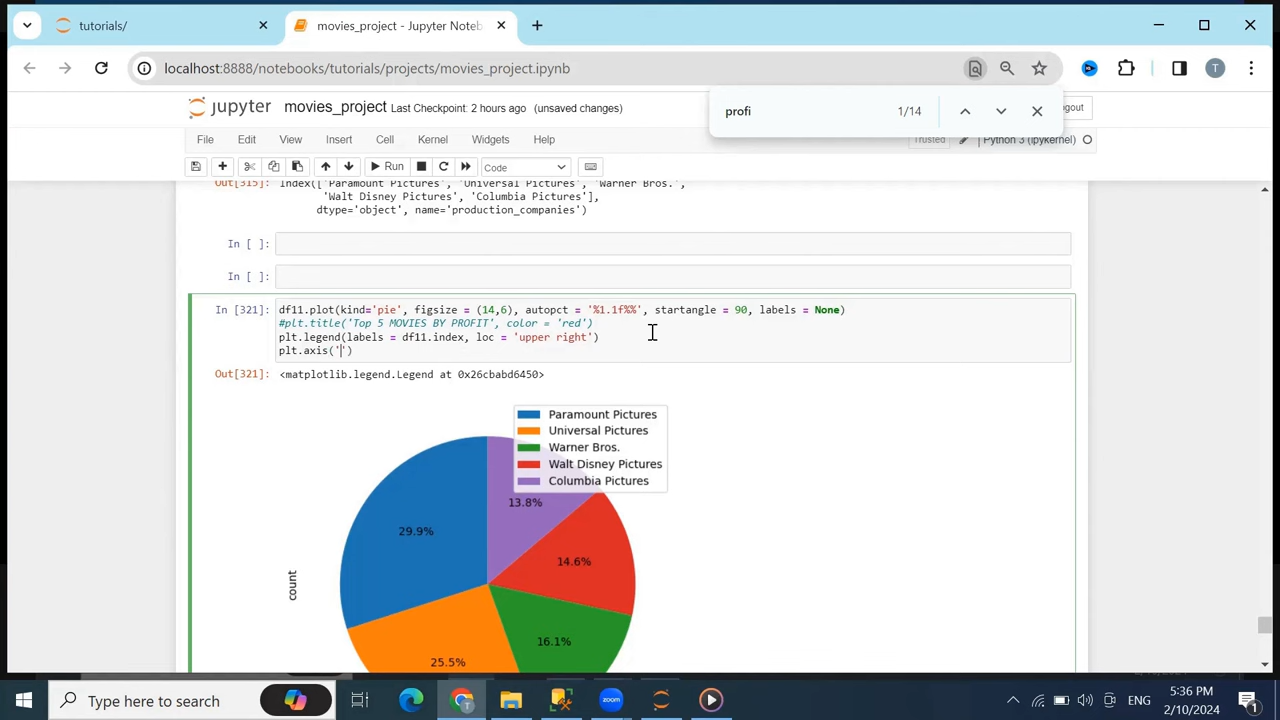 tutorials/
movies_project - Jupyter Noteb
localhost:8888/notebooks/tutorials/projects/movies_project.ipynb
T
profi
1/14
jupyter
movies_project Last Checkpoint: 2 hours ago (unsaved changes)
ogout
File Edit View Insert Cell Kernel Widgets Help
Trusted
Python 3 (ipykernel)
Run
Code
Out[315]: Index(['Paramount Pictures', 'Universal Pictures', 'Warner Bros.',
'Walt Disney Pictures', 'Columbia Pictures'],
dtype='object', name='production_companies')
In [ ]:
In [ ]:
In [321]: df11.plot(kind='pie', figsize = (14,6), autopct = '%1.1f%%', startangle = 90, labels = None)
#plt.title('Top 5 MOVIES BY PROFIT', color = 'red')
plt.legend(labels = df11.index, loc = 'upper right')
plt.axis('')
Out[321]: <matplotlib.legend.Legend at 0x26cbabd6450>
Paramount Pictures
Universal Pictures
Warner Bros.
Walt Disney Pictures
Columbia Pictures
13.8%
29.9%
14.6%
count
16.1%
25.5%
Type here to search
zoom
ENG
5:36 PM
2/10/2024
1